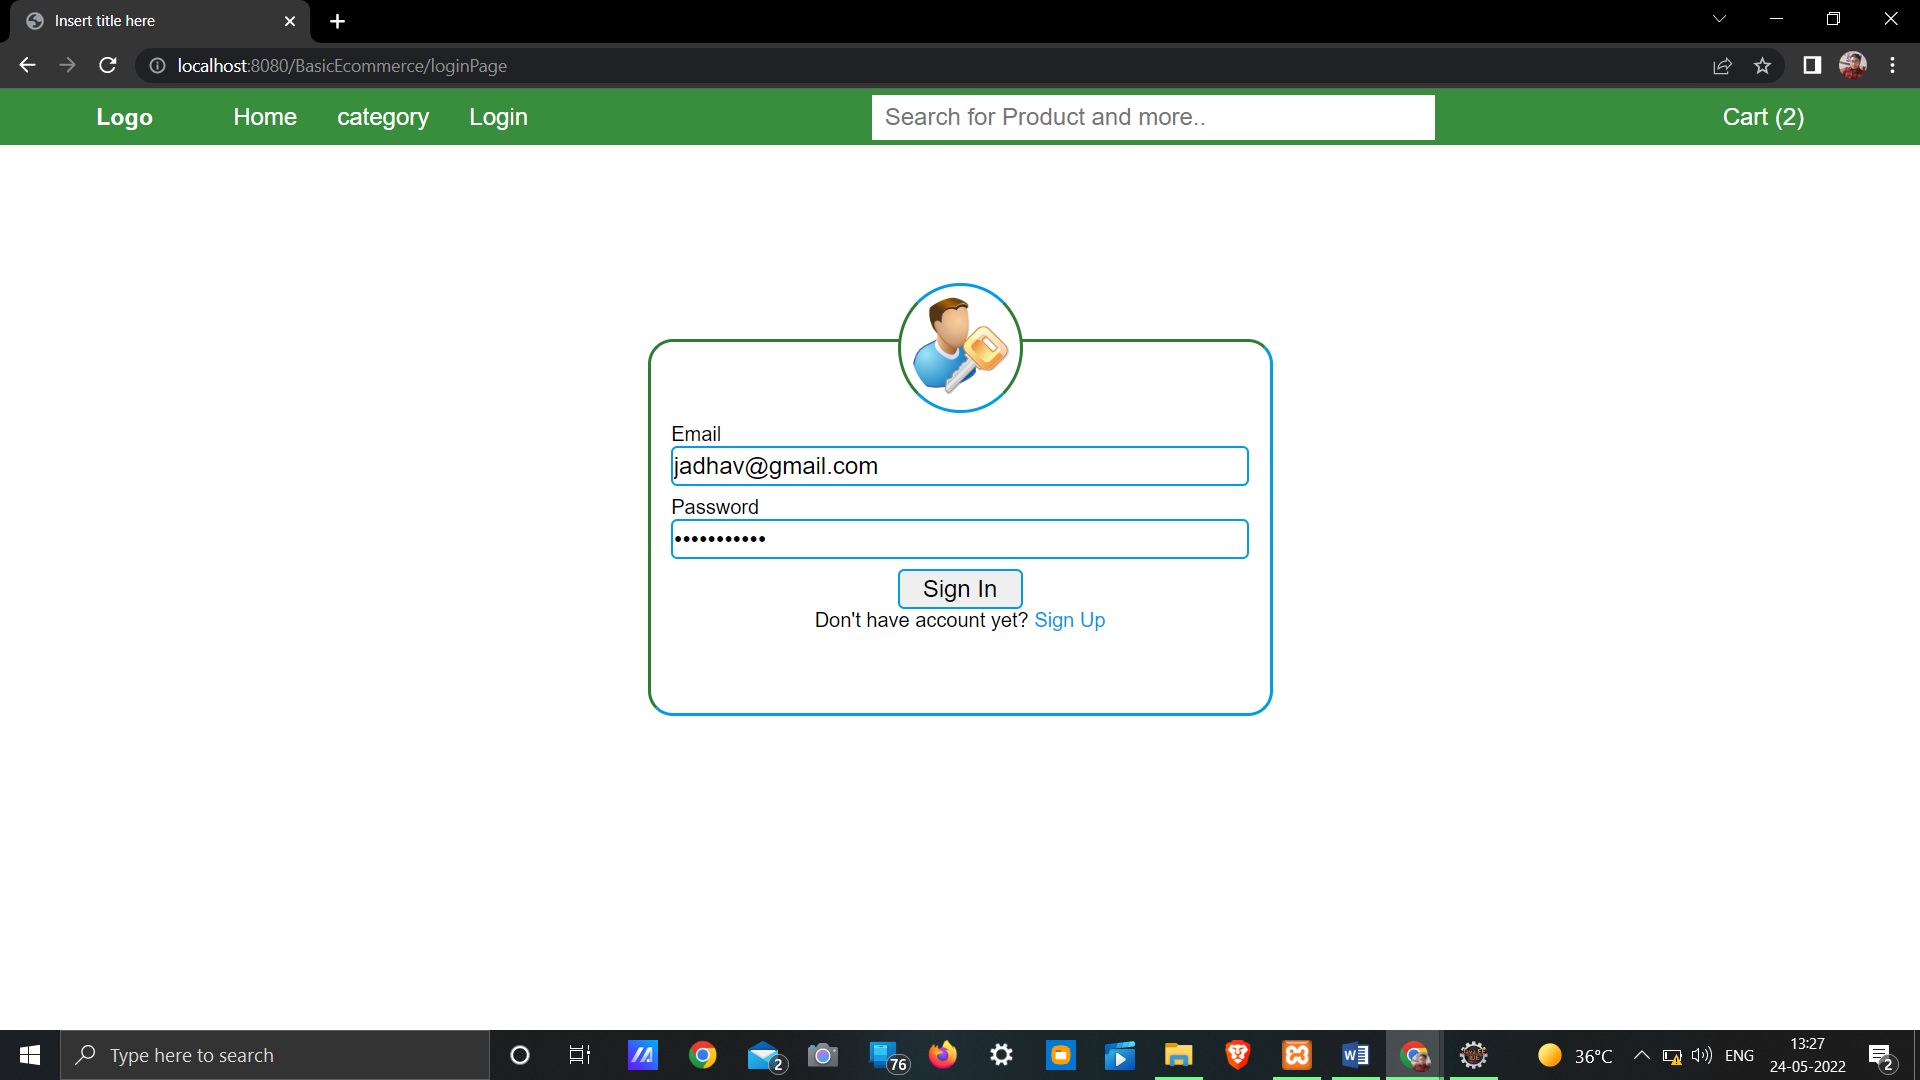 Insert title here
localhost:8080/BasicEcommerce/loginPage
Logo Home category Login Search for Product and more.. Cart (2)
Email
jadhav@gmail.com
Password
•••••••••••
Sign In
Don't have account yet? Sign Up
Type here to search 2 76 36°C ENG 13:27 24-05-2022 2